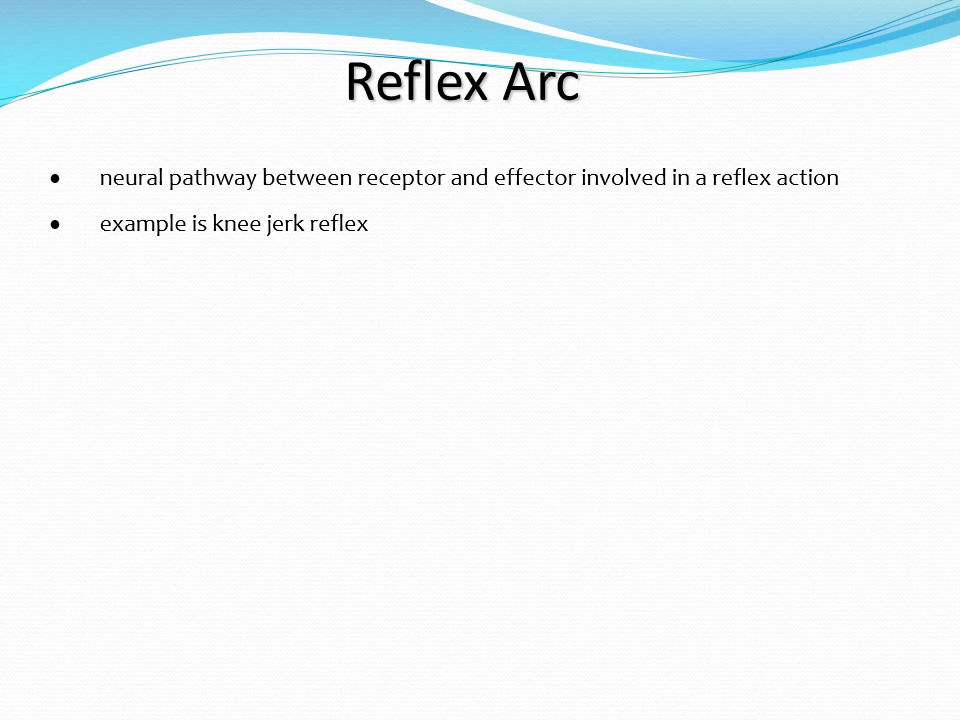 Reflex Arc
• neural pathway between receptor and effector involved in a reflex action
• example is knee jerk reflex